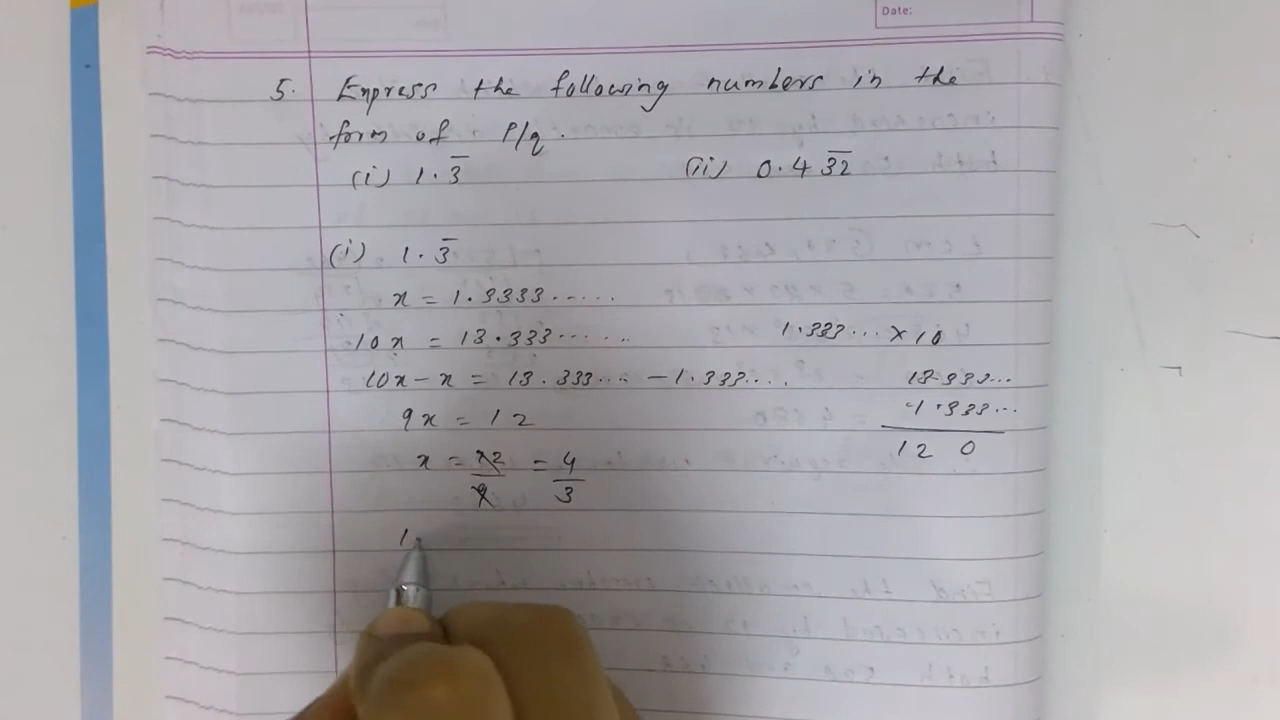 Date:
5. Express the following numbers in the
form of P/q.
(i) 1.3̅ (ii) 0.43̅2̅
(i) 1.3̅
x = 1.3333.....
10x = 13.333...... 1.333... × 10
10x - x = 13.333.... - 1.333.... 13.333...
9x = 12 -1.333...
x = 12/9 = 4/3 12 0
1.